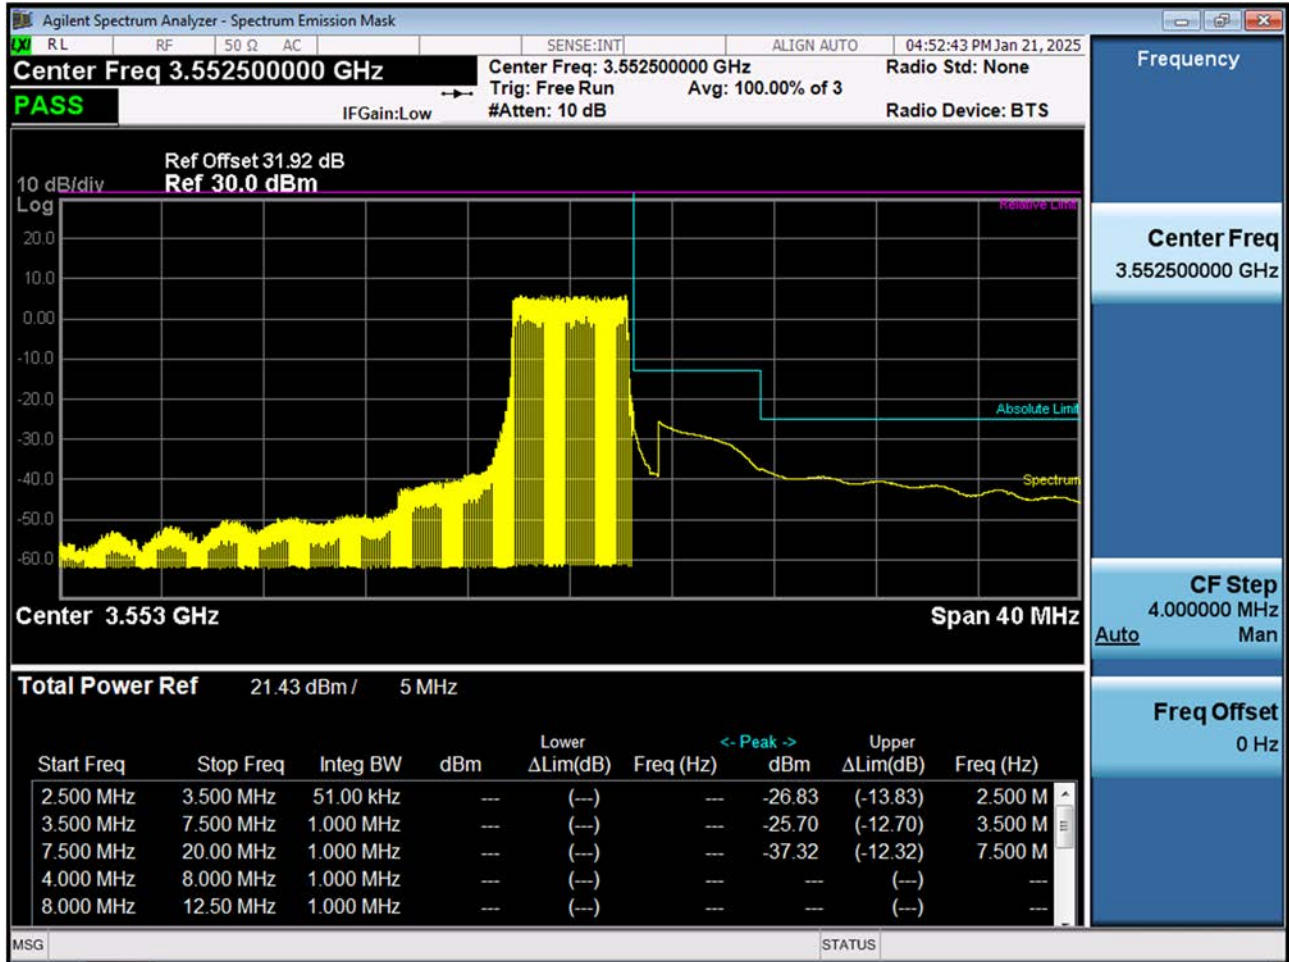 Agilent Spectrum Analyzer - Spectrum Emission Mask
LXI RL RF 50 Ω AC SENSE:INT ALIGN AUTO 04:52:43 PM Jan 21, 2025
Center Freq 3.552500000 GHz
PASS
IFGain:Low
Center Freq: 3.552500000 GHz
Trig: Free Run Avg: 100.00% of 3
#Atten: 10 dB
Radio Std: None
Radio Device: BTS
Ref Offset 31.92 dB
10 dB/div Ref 30.0 dBm
Log
Relative Limit
20.0
10.0
0.00
-10.0
-20.0
Absolute Limit
-30.0
-40.0
Spectrum
-50.0
-60.0
Center 3.553 GHz Span 40 MHz
Total Power Ref 21.43 dBm / 5 MHz
Lower <- Peak -> Upper
Start Freq Stop Freq Integ BW dBm ΔLim(dB) Freq (Hz) dBm ΔLim(dB) Freq (Hz)
2.500 MHz 3.500 MHz 51.00 kHz --- (---) --- -26.83 (-13.83) 2.500 M
3.500 MHz 7.500 MHz 1.000 MHz --- (---) --- -25.70 (-12.70) 3.500 M
7.500 MHz 20.00 MHz 1.000 MHz --- (---) --- -37.32 (-12.32) 7.500 M
4.000 MHz 8.000 MHz 1.000 MHz --- (---) --- --- (---) ---
8.000 MHz 12.50 MHz 1.000 MHz --- (---) --- --- (---) ---
MSG STATUS
Frequency
Center Freq
3.552500000 GHz
CF Step
4.000000 MHz
Auto Man
Freq Offset
0 Hz